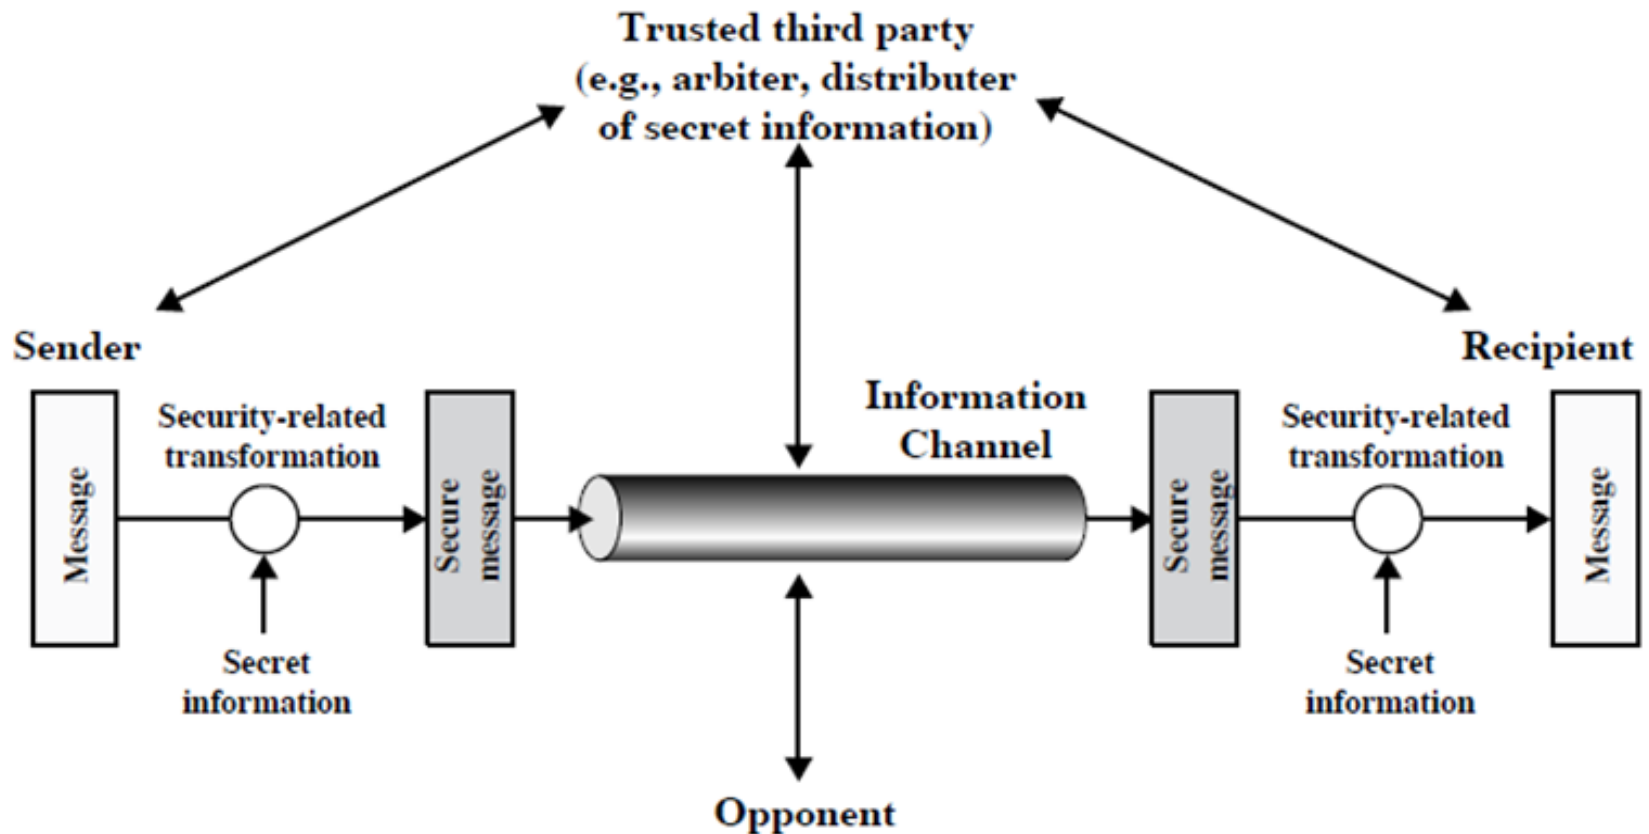 Trusted third party
(e.g., arbiter, distributer
of secret information)
Sender
Recipient
Message
Security-related
transformation
Secret
information
Secure
message
Information
Channel
Secure
message
Security-related
transformation
Secret
information
Message
Opponent